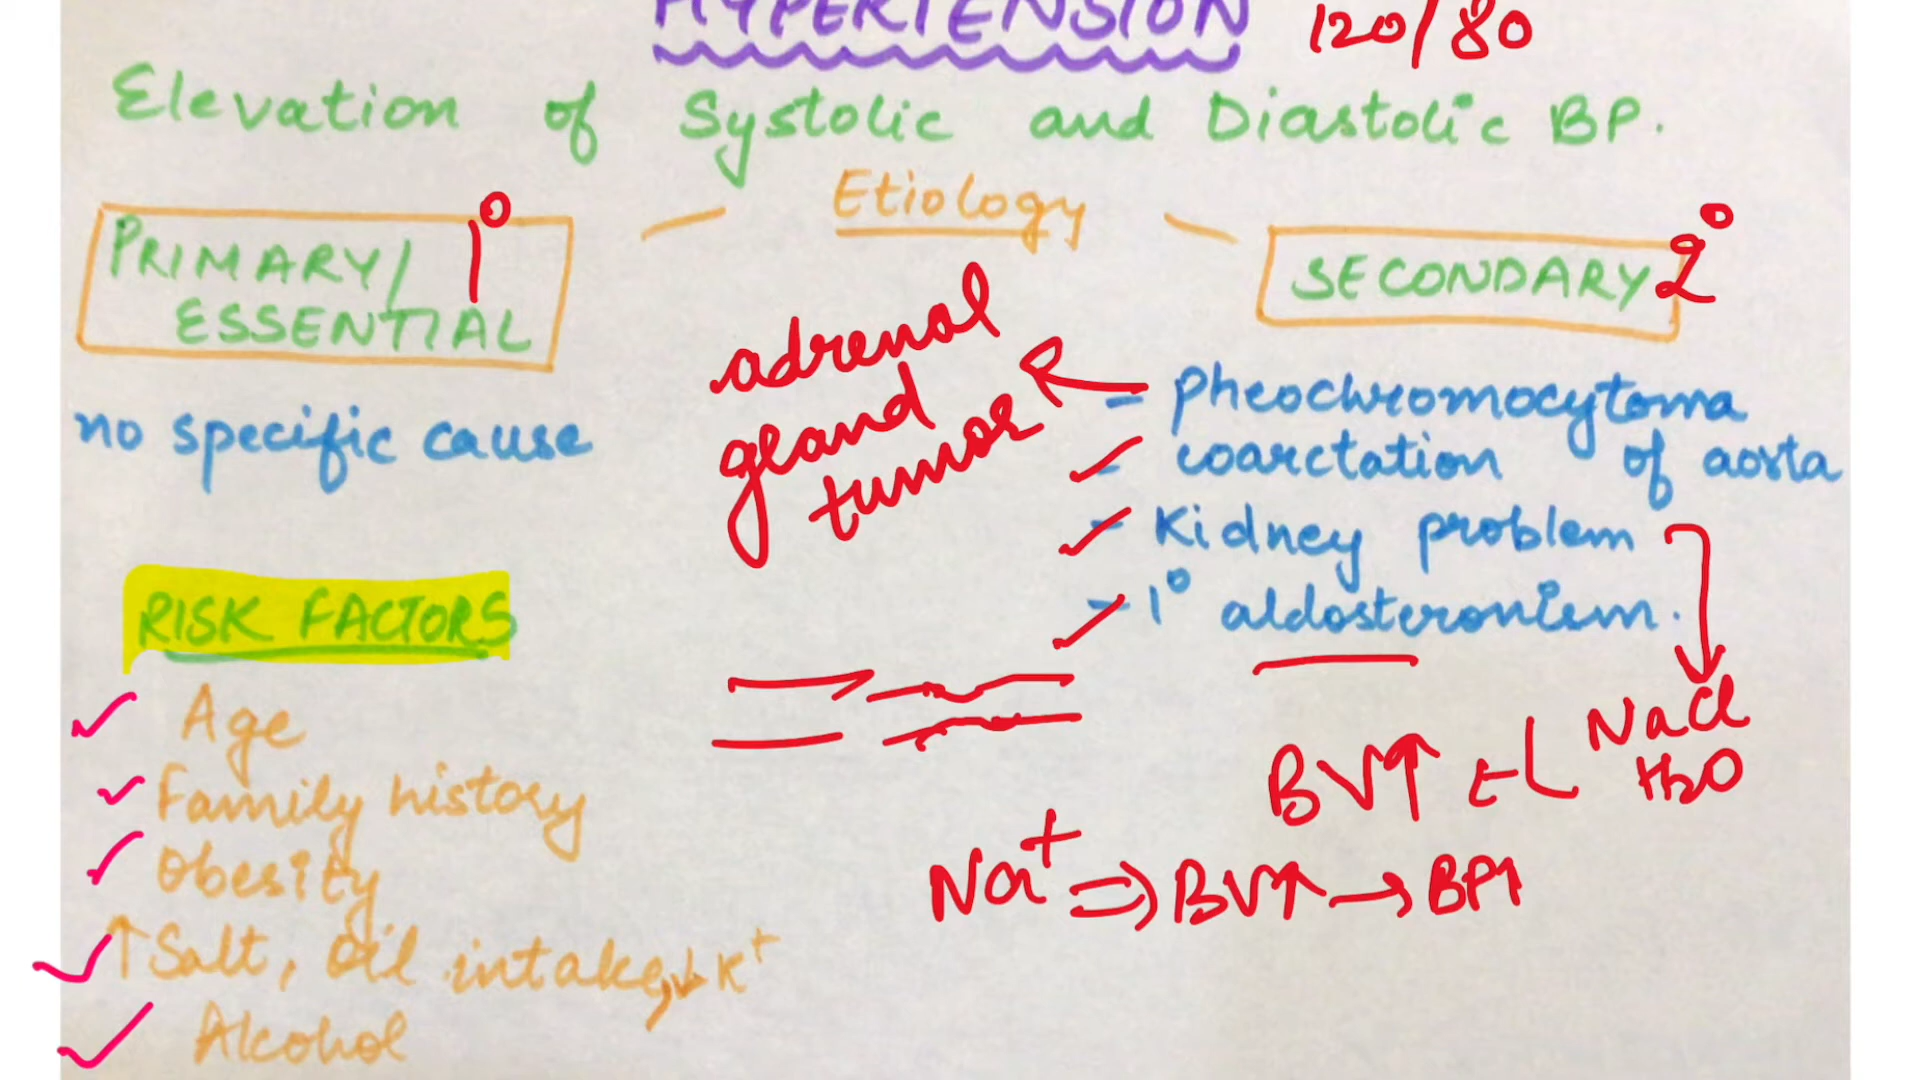 HYPERTENSION 120/80
Elevation of Systolic and Diastolic BP.
Etiology
PRIMARY/ 1°
ESSENTIAL
no specific cause
RISK FACTORS
Age
Family history
Obesity
↑Salt, Oil intake, ↓K+
Alcohol
SECONDARY 2°
- Pheochromocytoma
- coarctation of aorta
- Kidney problem
- 1° aldosteronism.
adrenal
gland
tumor
NaCl
H2O
BV↑
Na+ ⇒ BV↑ → BP↑